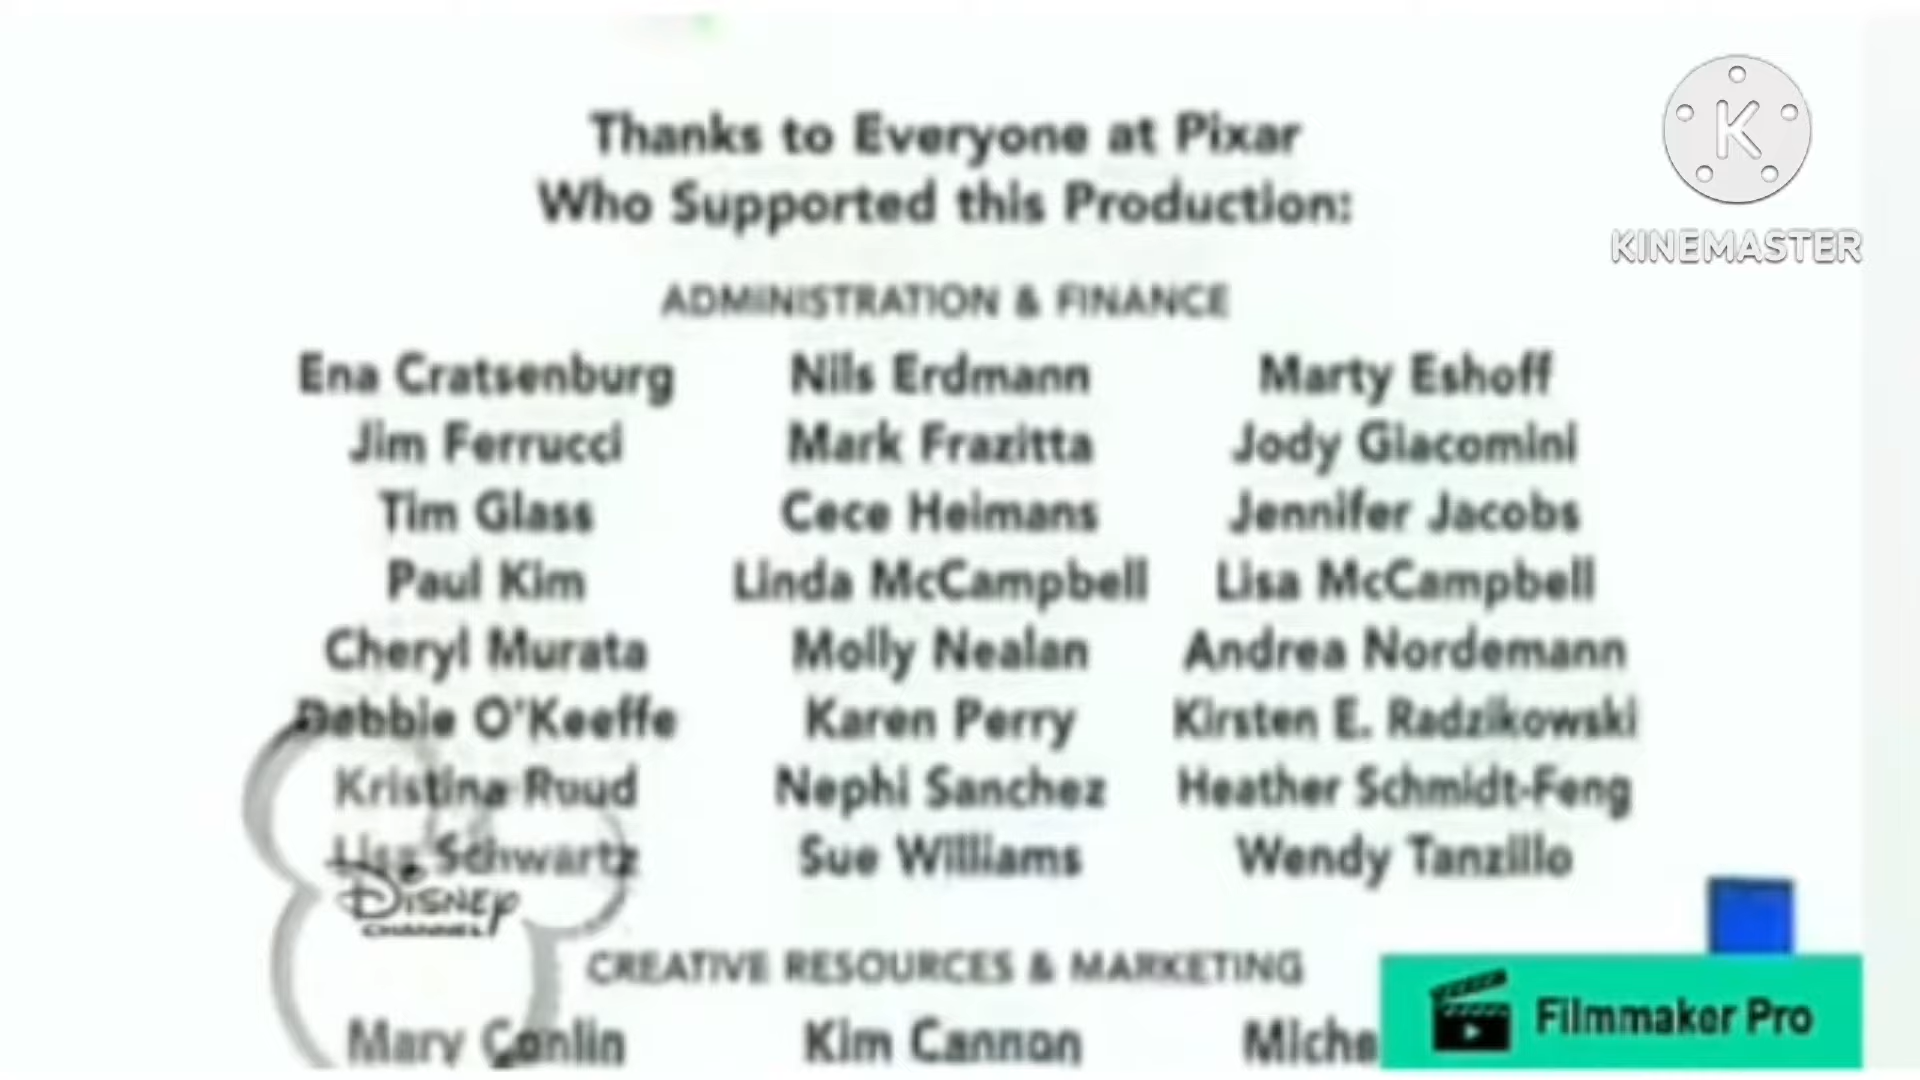 Thanks to Everyone at Pixar
Who Supported this Production:
KINEMASTER
ADMINISTRATION & FINANCE
Ena Cratsenburg Nils Erdmann Marty Eshoff
Jim Ferrucci Mark Frazitta Jody Giacomini
Tim Glass Cece Heimans Jennifer Jacobs
Paul Kim Linda McCampbell Lisa McCampbell
Cheryl Murata Molly Nealan Andrea Nordemann
Debbie O'Keeffe Karen Perry Kirsten E. Radzikowski
Kristina Ruud Nephi Sanchez Heather Schmidt-Feng
Lisa Schwartz Sue Williams Wendy Tanzillo
DISNEY
CHANNEL
CREATIVE RESOURCES & MARKETING
Mary Conlin Kim Cannon
Filmmaker Pro